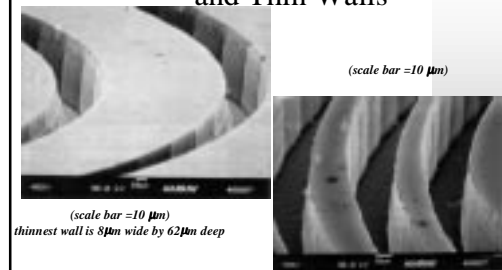 and Thin Walls
(scale bar =10 µm)
(scale bar =10 µm)
thinnest wall is 8µm wide by 62µm deep